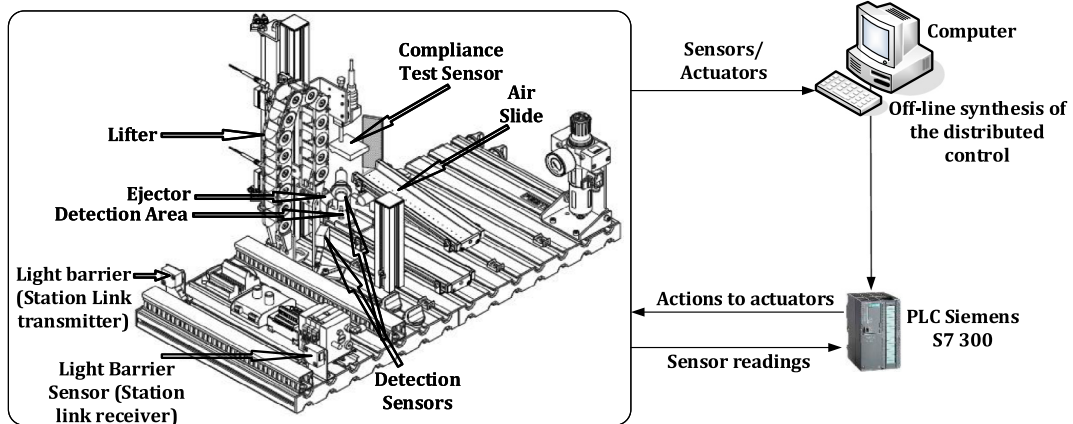 Compliance
Test Sensor
Air
Slide
Lifter
Ejector
Detection Area
Light barrier
(Station Link
transmitter)
Light Barrier
Sensor (Station
link receiver)
Detection
Sensors
Sensors/
Actuators
Computer
Off-line synthesis of
the distributed
control
Actions to actuators
Sensor readings
PLC Siemens
S7 300